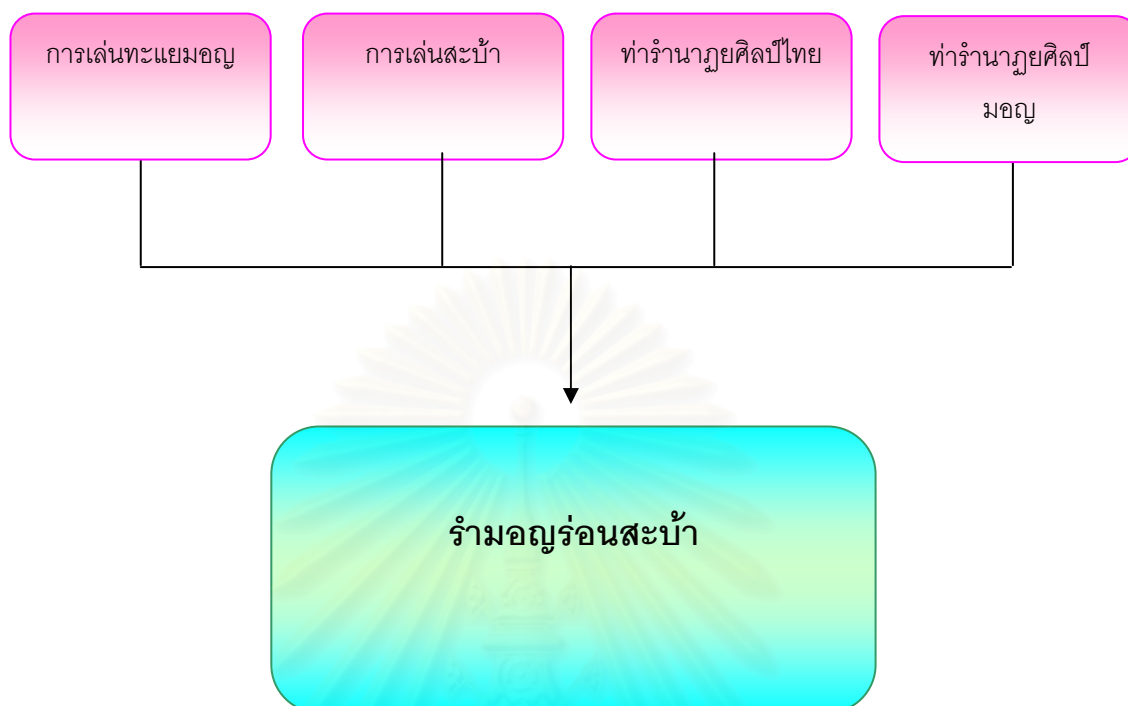 การเล่นทะแยมอญ
การเล่นสะบ้า
ท่ารำนาฏยศิลป์ไทย
ท่ารำนาฏยศิลป์
มอญ
รำมอญร่อนสะบ้า